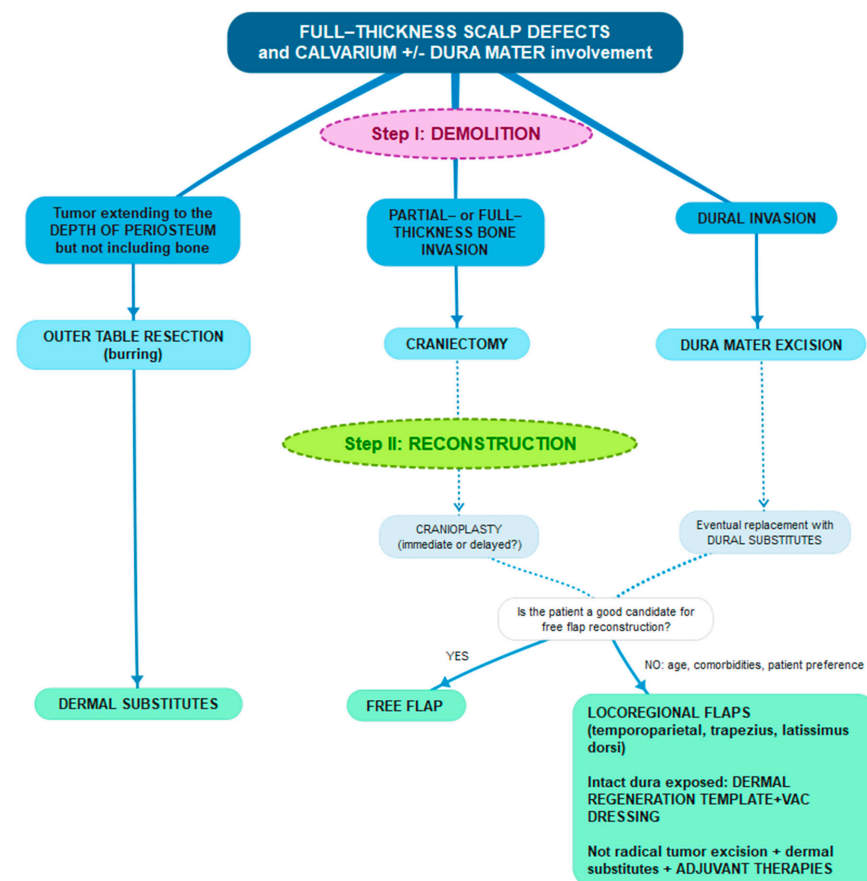 FULL–THICKNESS SCALP DEFECTS
and CALVARIUM +/- DURA MATER involvement
Step I: DEMOLITION
Tumor extending to the
DEPTH OF PERIOSTEUM
but not including bone
PARTIAL– or FULL–
THICKNESS BONE
INVASION
DURAL INVASION
OUTER TABLE RESECTION
(burring)
CRANIECTOMY
DURA MATER EXCISION
Step II: RECONSTRUCTION
CRANIOPLASTY
(immediate or delayed?)
Eventual replacement with
DURAL SUBSTITUTES
Is the patient a good candidate for
free flap reconstruction?
YES
NO: age, comorbidities, patient preference
DERMAL SUBSTITUTES
FREE FLAP
LOCOREGIONAL FLAPS
(temporoparietal, trapezius, latissimus
dorsi)
Intact dura exposed: DERMAL
REGENERATION TEMPLATE+VAC
DRESSING
Not radical tumor excision + dermal
substitutes + ADJUVANT THERAPIES